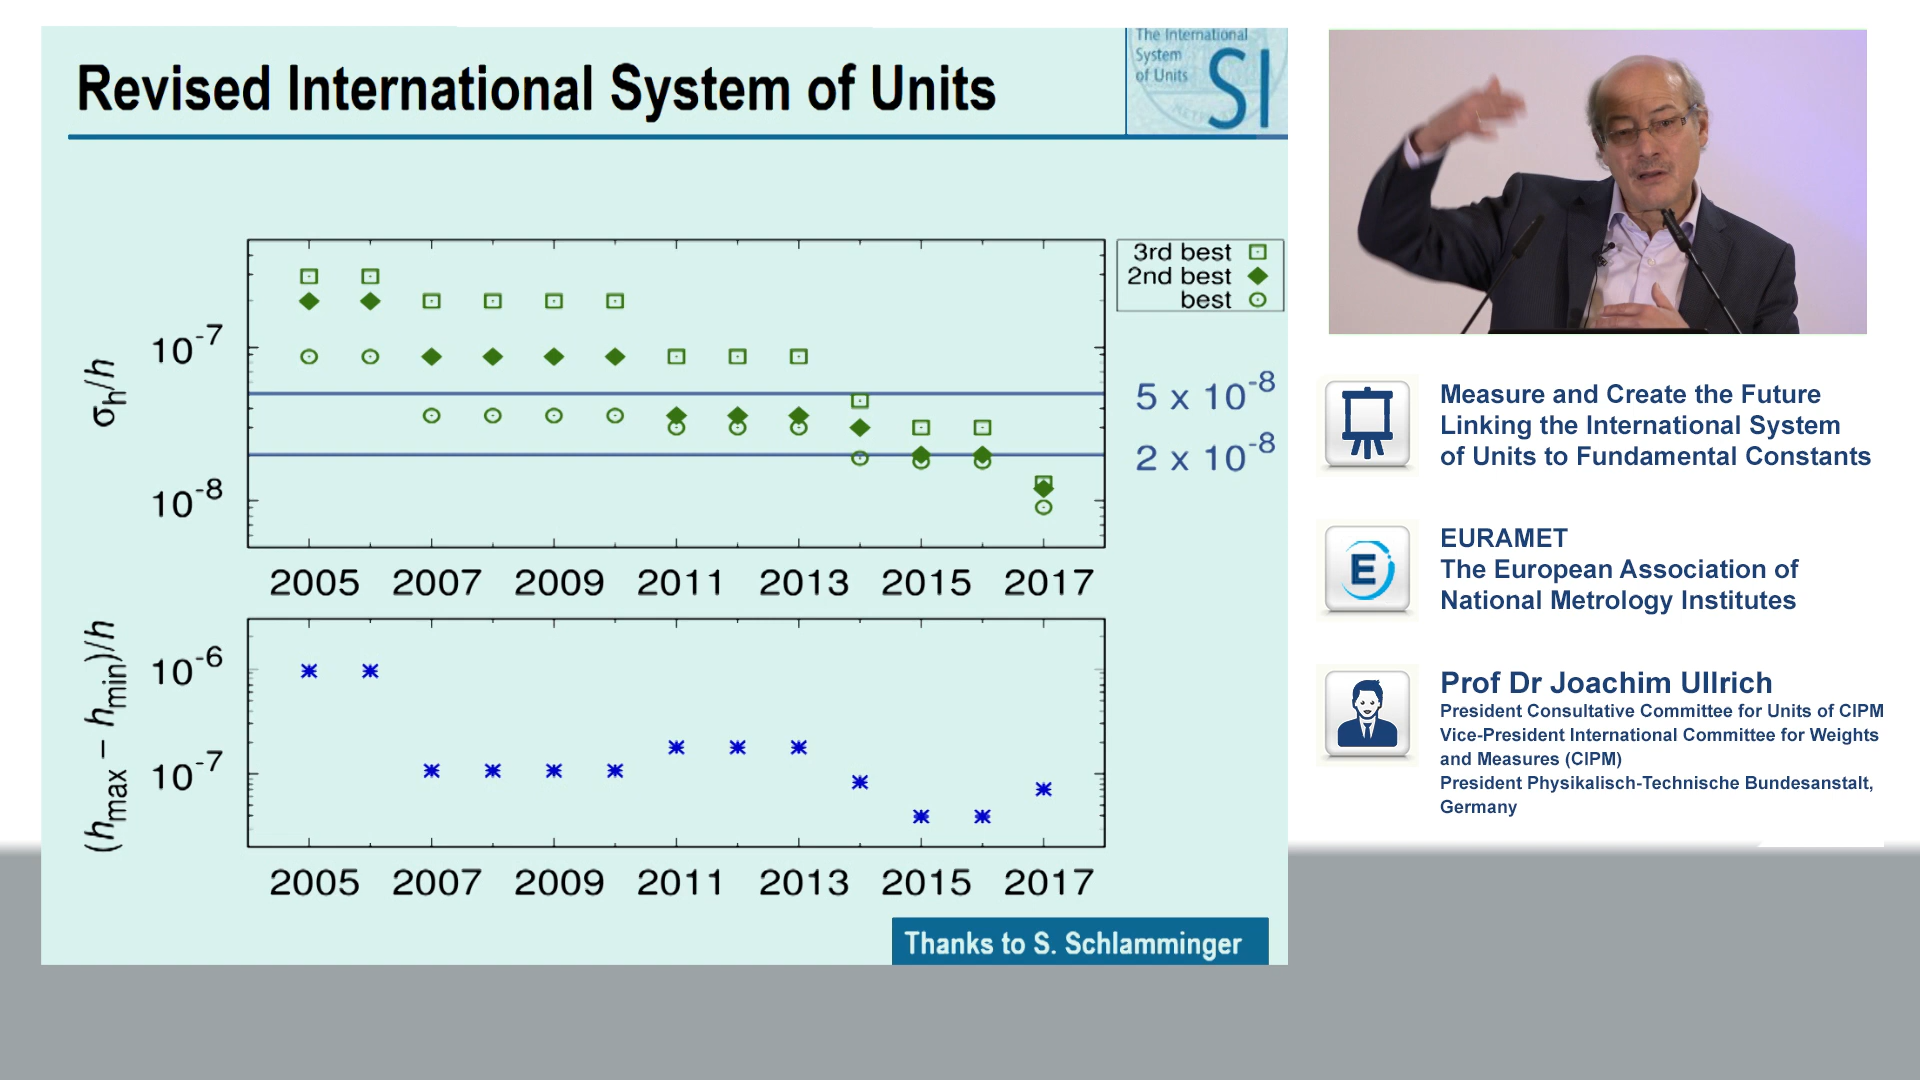 Revised International System of Units
The International
System
of Units
SI
3rd best
2nd best
best
σh/h
10-7
10-8
5 x 10-8
2 x 10-8
2005 2007 2009 2011 2013 2015 2017
(hmax − hmin)/h
10-6
10-7
2005 2007 2009 2011 2013 2015 2017
Thanks to S. Schlamminger
Measure and Create the Future
Linking the International System
of Units to Fundamental Constants
E
EURAMET
The European Association of
National Metrology Institutes
Prof Dr Joachim Ullrich
President Consultative Committee for Units of CIPM
Vice-President International Committee for Weights
and Measures (CIPM)
President Physikalisch-Technische Bundesanstalt,
Germany